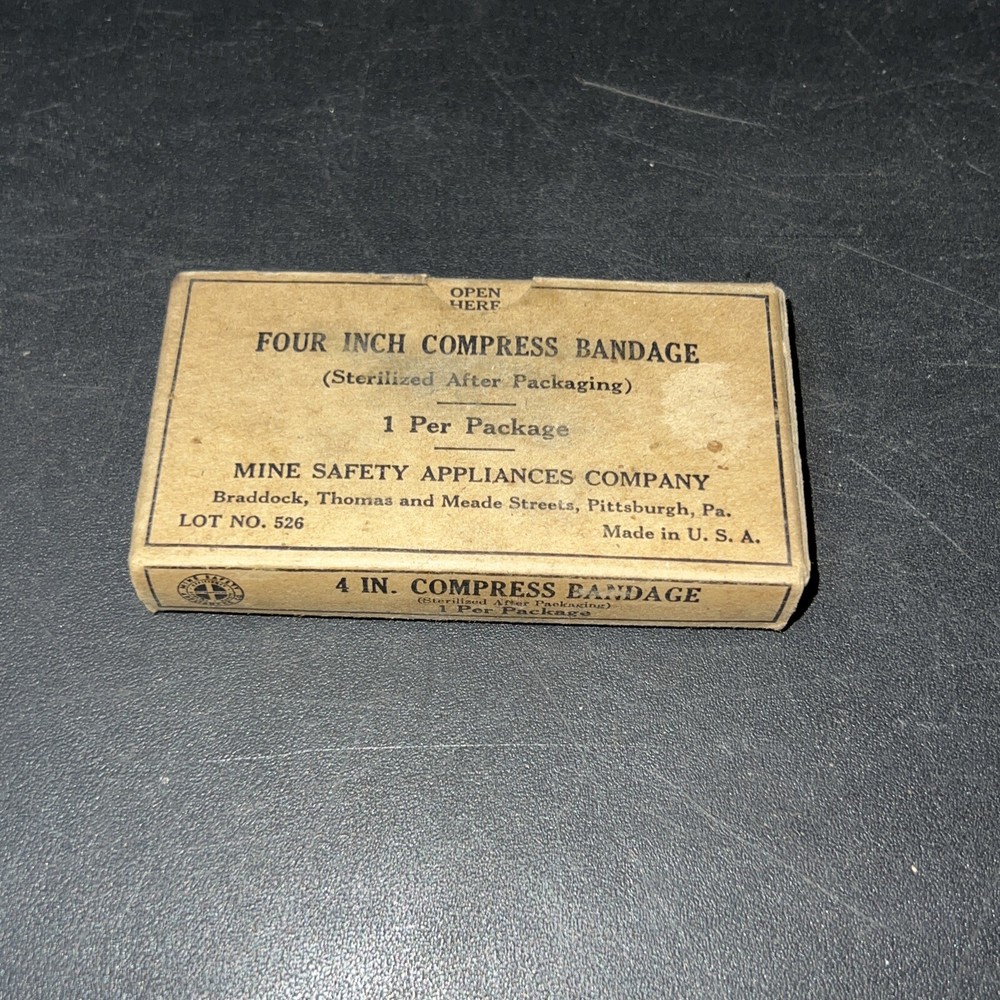 OPEN
HERE
FOUR INCH COMPRESS BANDAGE
(Sterilized After Packaging)
1 Per Package
MINE SAFETY APPLIANCES COMPANY
Braddock, Thomas and Meade Streets, Pittsburgh, Pa.
LOT NO. 526
Made in U. S. A.
MINE SAFETY
4 IN. COMPRESS BANDAGE
(Sterilized After Packaging)
1 Per Package